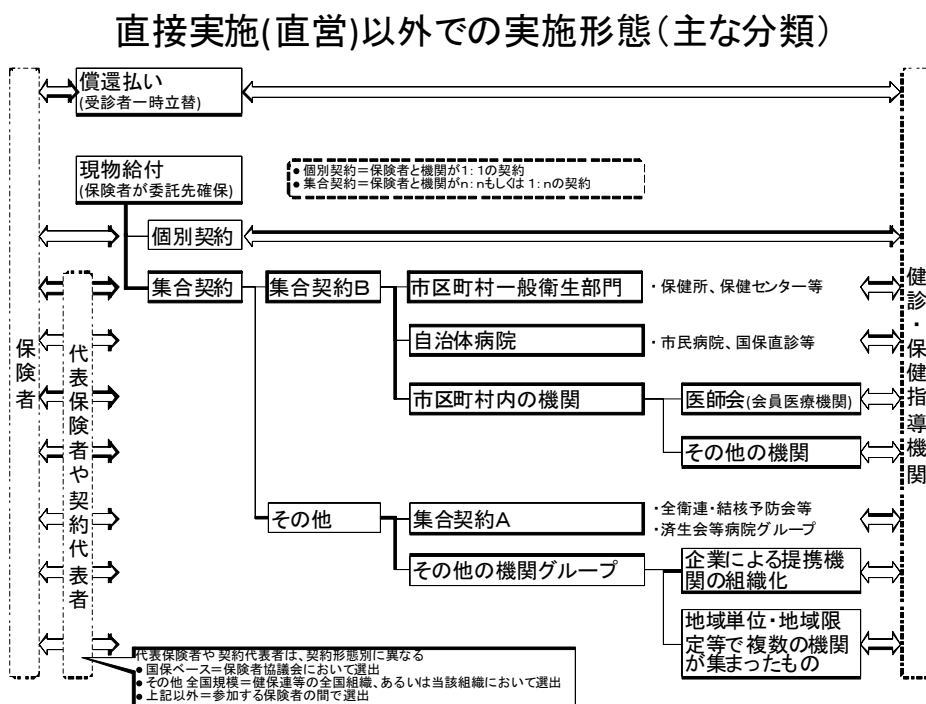 直接実施(直営)以外での実施形態(主な分類)
償還払い
(受診者一時立替)
現物給付
(保険者が委託先確保)
● 個別契約=保険者と機関が1:1の契約
● 集合契約=保険者と機関がn:nもしくは 1:nの契約
個別契約
集合契約
集合契約B
市区町村一般衛生部門
・保健所、保健センター等
自治体病院
・市民病院、国保直診等
市区町村内の機関
医師会(会員医療機関)
その他の機関
その他
集合契約A
・全衛連・結核予防会等
・済生会等病院グループ
その他の機関グループ
企業による提携機
関の組織化
地域単位・地域限
定等で複数の機関
が集まったもの
保険者
代表保険者や契約代表者
健診・保健指導機関
代表保険者や契約代表者は、契約形態別に異なる
● 国保ベース=保険者協議会において選出
● その他全国規模=健保連等の全国組織、あるいは当該組織において選出
● 上記以外=参加する保険者の間で選出